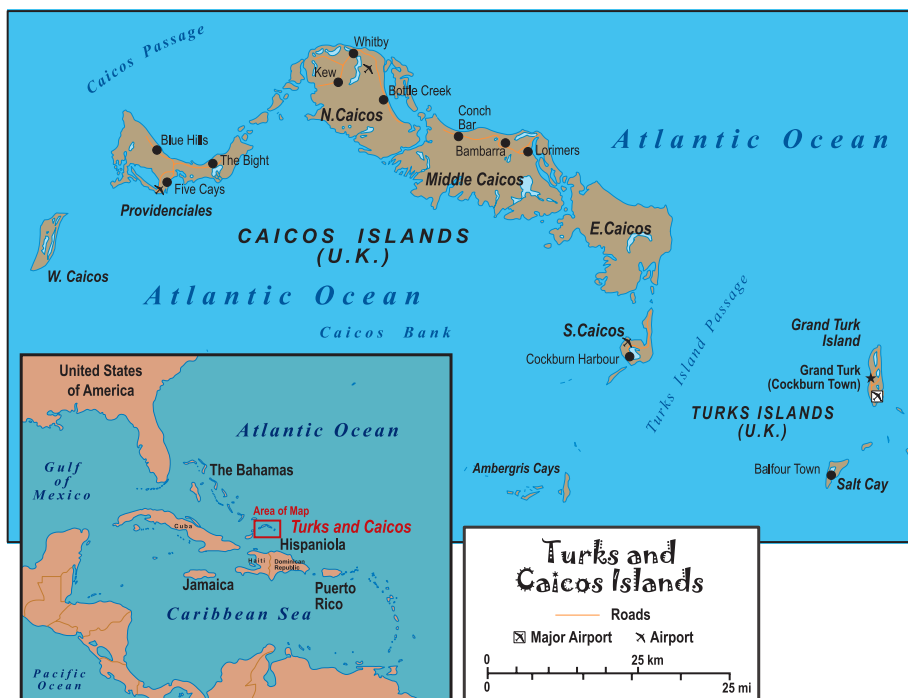 Caicos Passage
Whitby
Kew
Bottle Creek
N.Caicos
Conch
Bar
Bambarra
Lorimers
Middle Caicos
Atlantic Ocean
Blue Hills
The Bight
Five Cays
Providenciales
W. Caicos
CAICOS ISLANDS
(U.K.)
E.Caicos
Atlantic Ocean
Caicos Bank
S.Caicos
Cockburn Harbour
Turks Island Passage
Grand Turk
Island
Grand Turk
(Cockburn Town)
TURKS ISLANDS
(U.K.)
Ambergris Cays
Balfour Town
Salt Cay
United States
of America
Atlantic Ocean
Gulf
of
Mexico
The Bahamas
Area of Map
Turks and Caicos
Cuba
Hispaniola
Haiti
Dominican
Republic
Jamaica
Puerto
Rico
Caribbean Sea
Pacific
Ocean
Turks and
Caicos Islands
Roads
Major Airport
Airport
0
25 km
0
25 mi